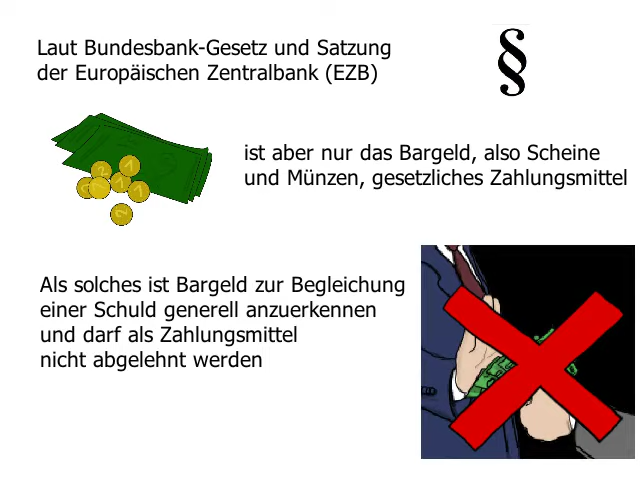 Laut Bundesbank-Gesetz und Satzung
der Europäischen Zentralbank (EZB)
§
ist aber nur das Bargeld, also Scheine
und Münzen, gesetzliches Zahlungsmittel
Als solches ist Bargeld zur Begleichung
einer Schuld generell anzuerkennen
und darf als Zahlungsmittel
nicht abgelehnt werden